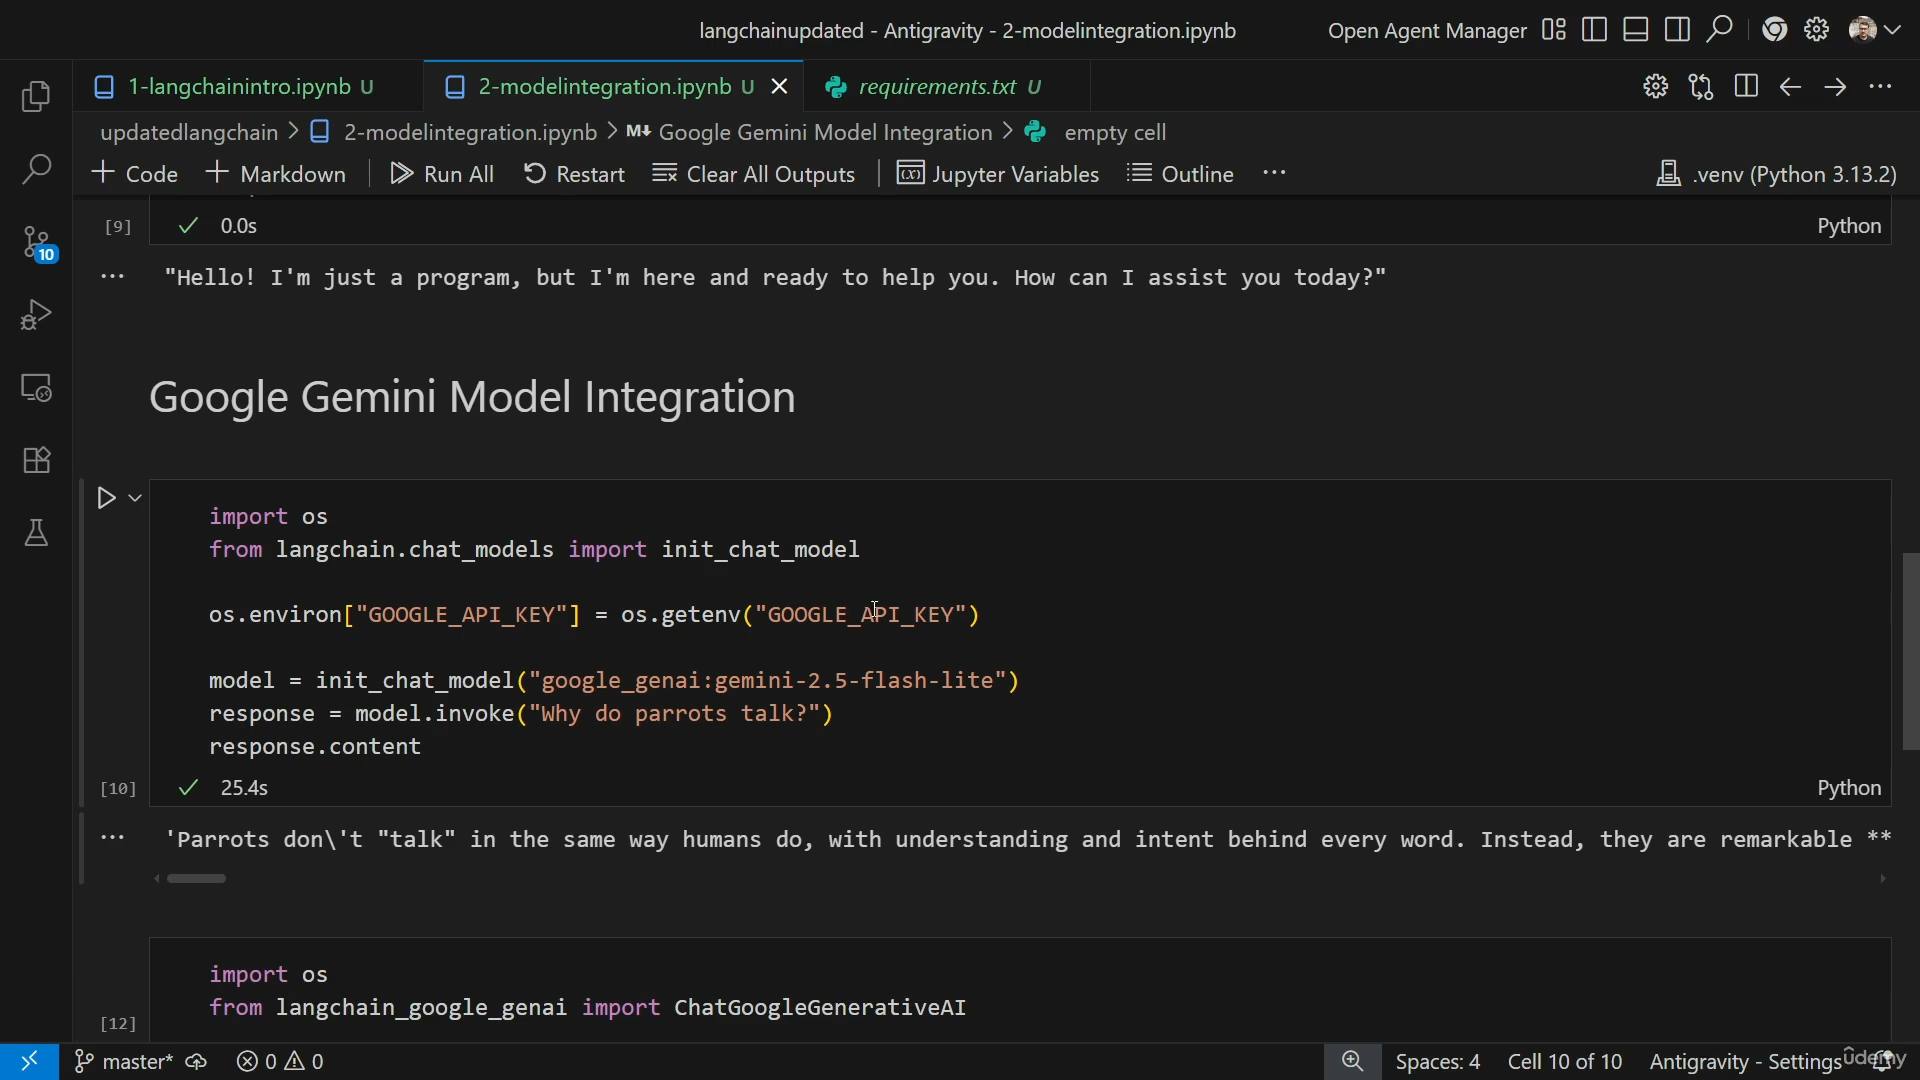 langchainupdated - Antigravity - 2-modelintegration.ipynb
Open Agent Manager
1-langchainintro.ipynb U
2-modelintegration.ipynb U
requirements.txt U
updatedlangchain > 2-modelintegration.ipynb > M↓ Google Gemini Model Integration > empty cell
+ Code + Markdown Run All Restart Clear All Outputs Jupyter Variables Outline ... .venv (Python 3.13.2)
[9] ✓ 0.0s Python
"Hello! I'm just a program, but I'm here and ready to help you. How can I assist you today?"
10
Google Gemini Model Integration
import os
from langchain.chat_models import init_chat_model
os.environ["GOOGLE_API_KEY"] = os.getenv("GOOGLE_API_KEY")
model = init_chat_model("google_genai:gemini-2.5-flash-lite")
response = model.invoke("Why do parrots talk?")
response.content
[10] ✓ 25.4s Python
'Parrots don\'t "talk" in the same way humans do, with understanding and intent behind every word. Instead, they are remarkable **
import os
from langchain_google_genai import ChatGoogleGenerativeAI
[12]
master* 0 0 Spaces: 4 Cell 10 of 10 Antigravity - Settings
udemy